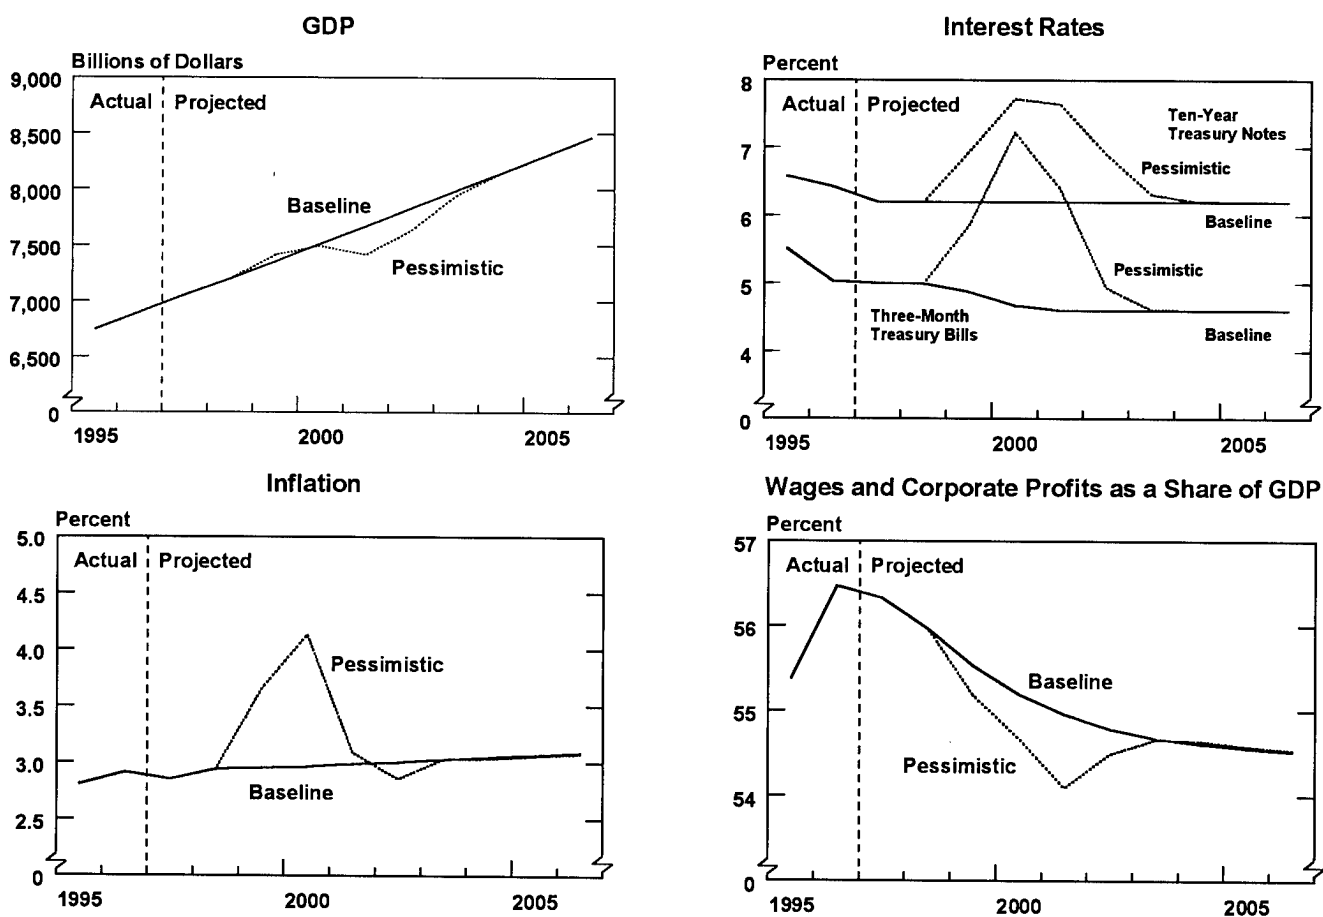 GDP
Billions of Dollars
9,000
Actual Projected
8,500
8,000
Baseline
7,500
Pessimistic
7,000
6,500
0
1995 2000 2005
Interest Rates
Percent
8
Actual Projected
Ten-Year
Treasury Notes
7
Pessimistic
6
Baseline
Pessimistic
5
Three-Month
Treasury Bills
Baseline
4
0
1995 2000 2005
Inflation
Percent
5.0
Actual Projected
4.5
4.0
Pessimistic
3.5
3.0
Baseline
2.5
0
1995 2000 2005
Wages and Corporate Profits as a Share of GDP
Percent
57
Actual Projected
56
Baseline
55
Pessimistic
54
0
1995 2000 2005